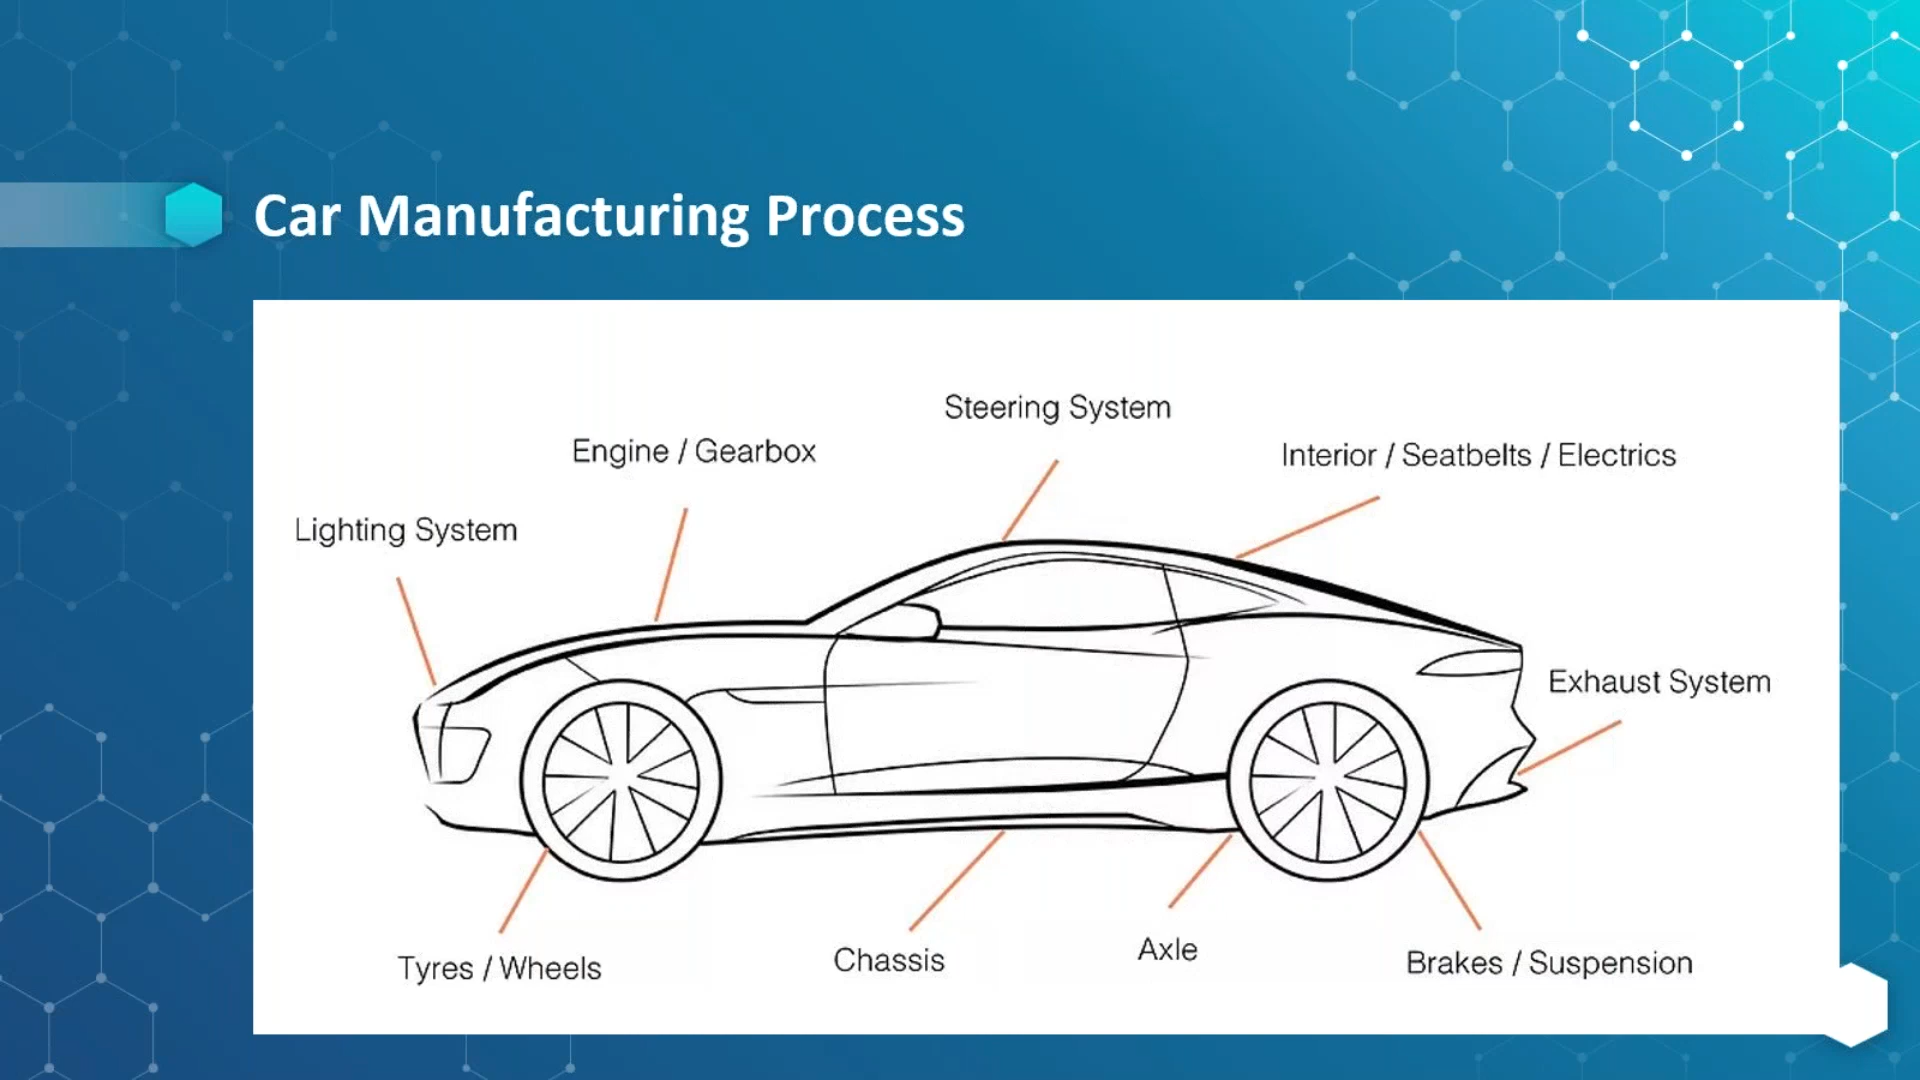 Car Manufacturing Process
Steering System
Engine / Gearbox
Interior / Seatbelts / Electrics
Lighting System
Exhaust System
Tyres / Wheels
Chassis
Axle
Brakes / Suspension